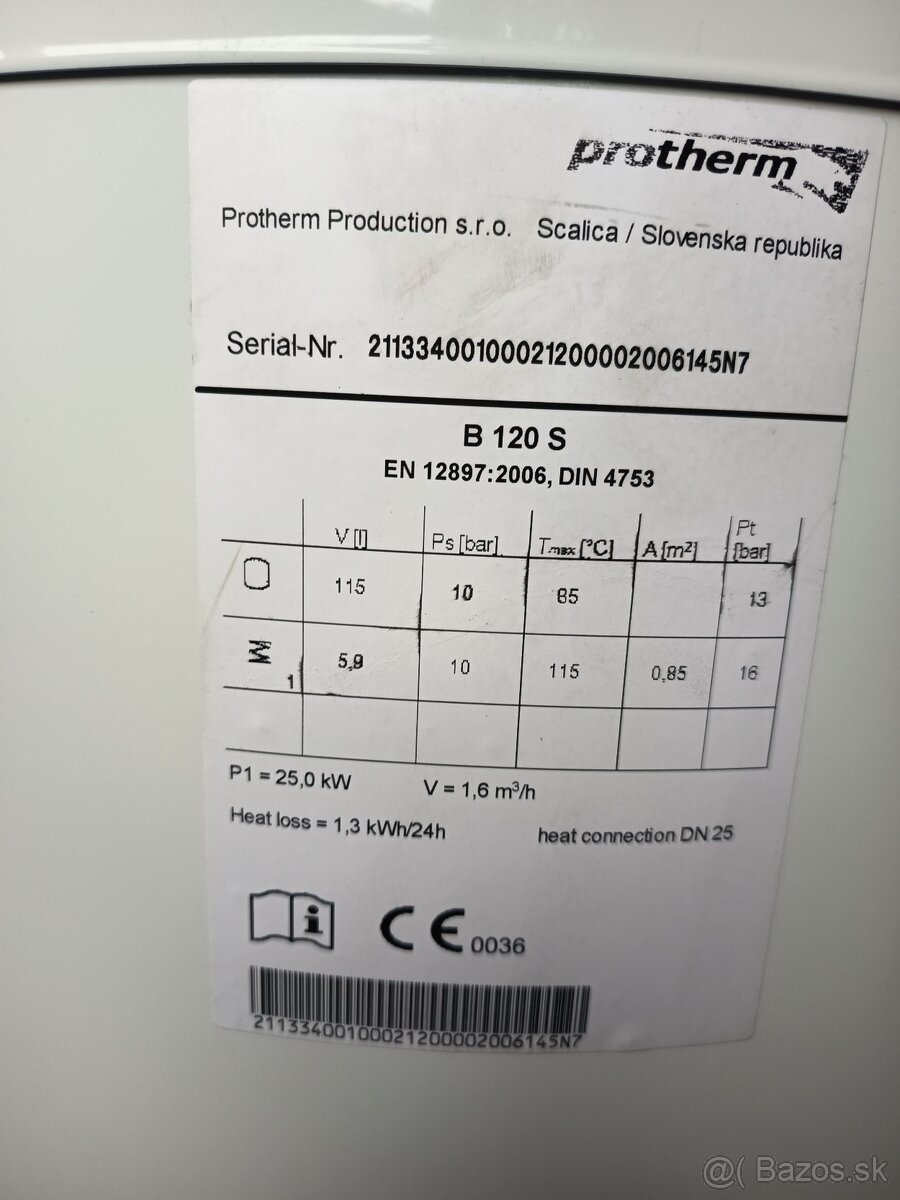 protherm
Protherm Production s.r.o. Scalica / Slovenska republika
Serial-Nr. 21133400100021200002006145N7
B 120 S
EN 12897:2006, DIN 4753
V [l] Ps [bar] Tmax [°C] A [m²] Pt [bar]
115 10 85 13
1 5,9 10 115 0,85 16
P1 = 25,0 kW V = 1,6 m³/h
Heat loss = 1,3 kWh/24h heat connection DN 25
i CE 0036
21133400100021200002006145N7
@( Bazos.sk